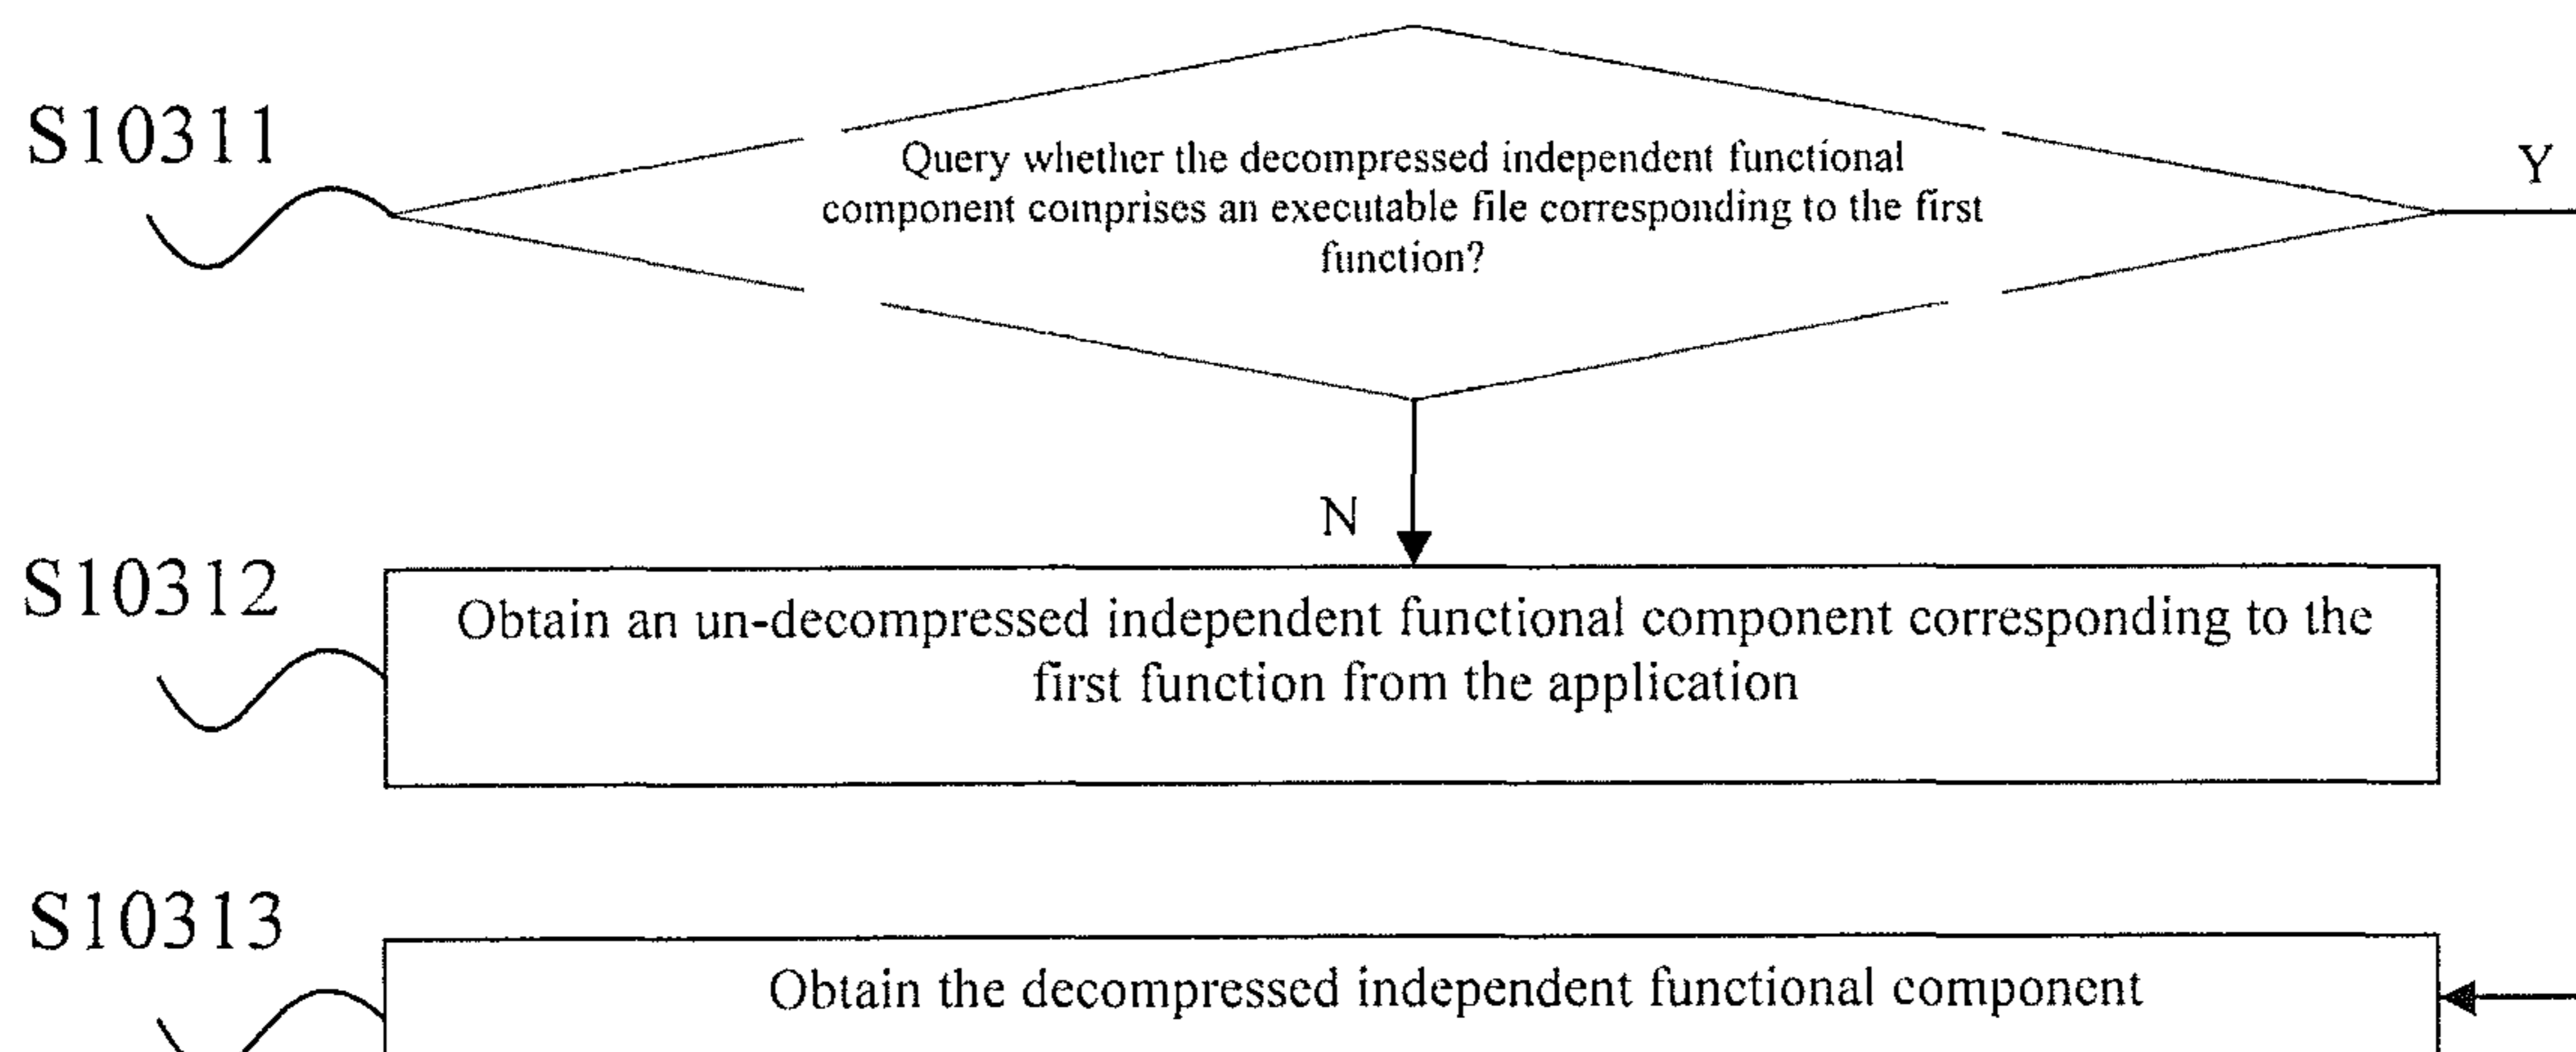 S10311
Query whether the decompressed independent functional
component comprises an executable file corresponding to the first
function?
Y
N
S10312
Obtain an un-decompressed independent functional component corresponding to the
first function from the application
S10313
Obtain the decompressed independent functional component